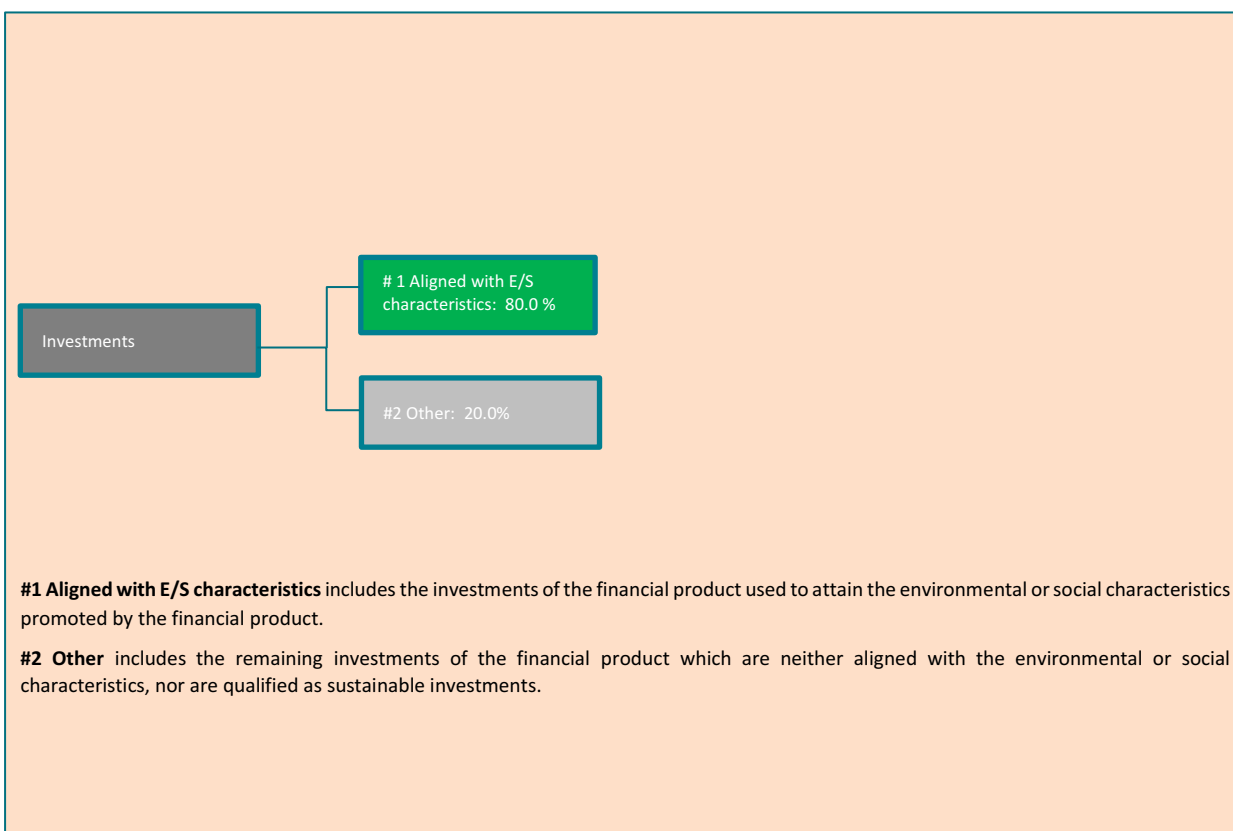 # 1 Aligned with E/S
characteristics: 80.0 %
Investments
#2 Other: 20.0%
#1 Aligned with E/S characteristics includes the investments of the financial product used to attain the environmental or social characteristics
promoted by the financial product.
#2 Other includes the remaining investments of the financial product which are neither aligned with the environmental or social
characteristics, nor are qualified as sustainable investments.